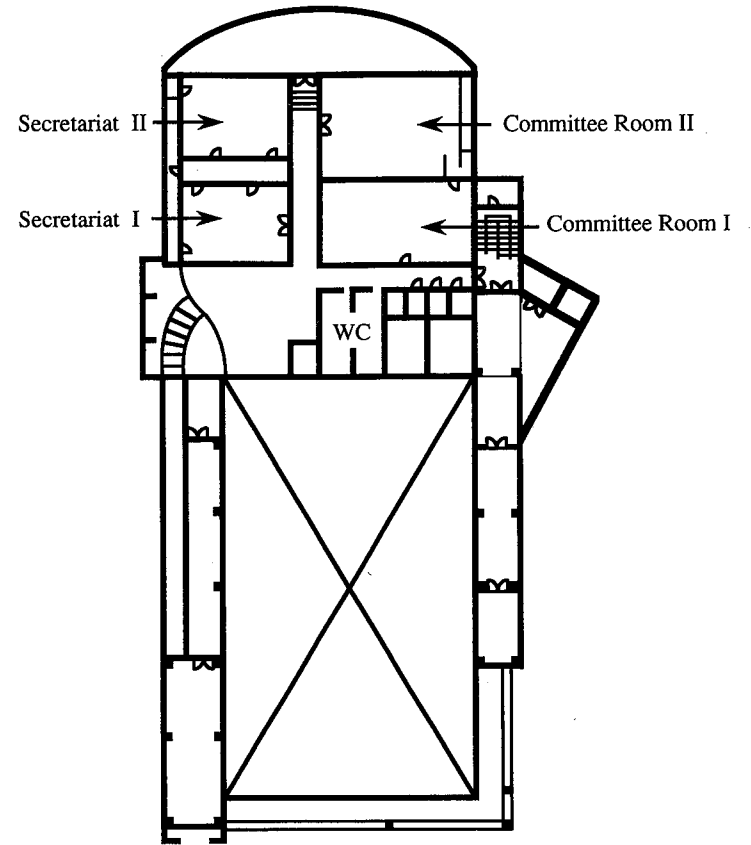 Secretariat II
Committee Room II
Secretariat I
Committee Room I
WC